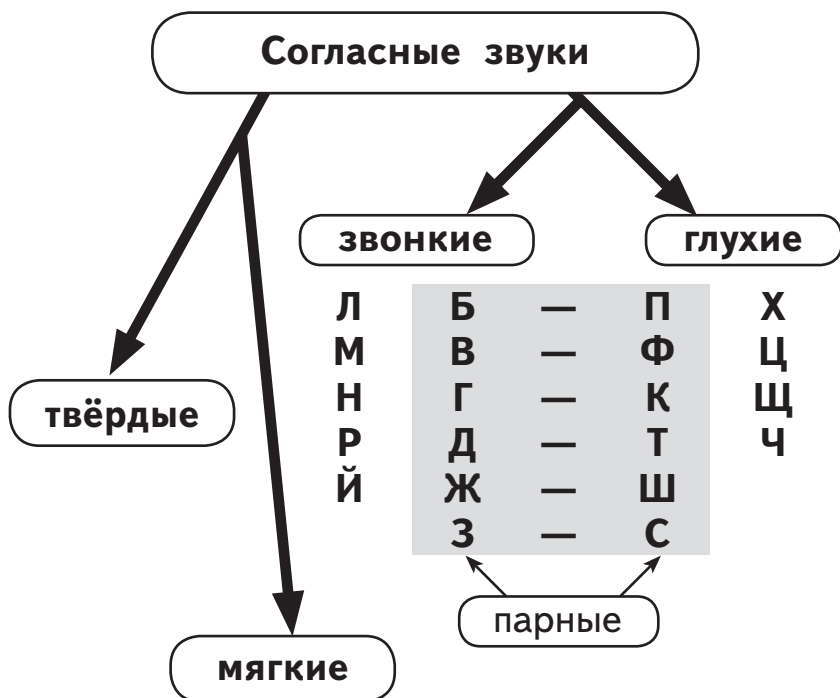 Согласные звуки
звонкие глухие
Л Б — П Х
М В — Ф Ц
Н Г — К Щ
Р Д — Т Ч
Й Ж — Ш
З — С
парные
твёрдые
мягкие